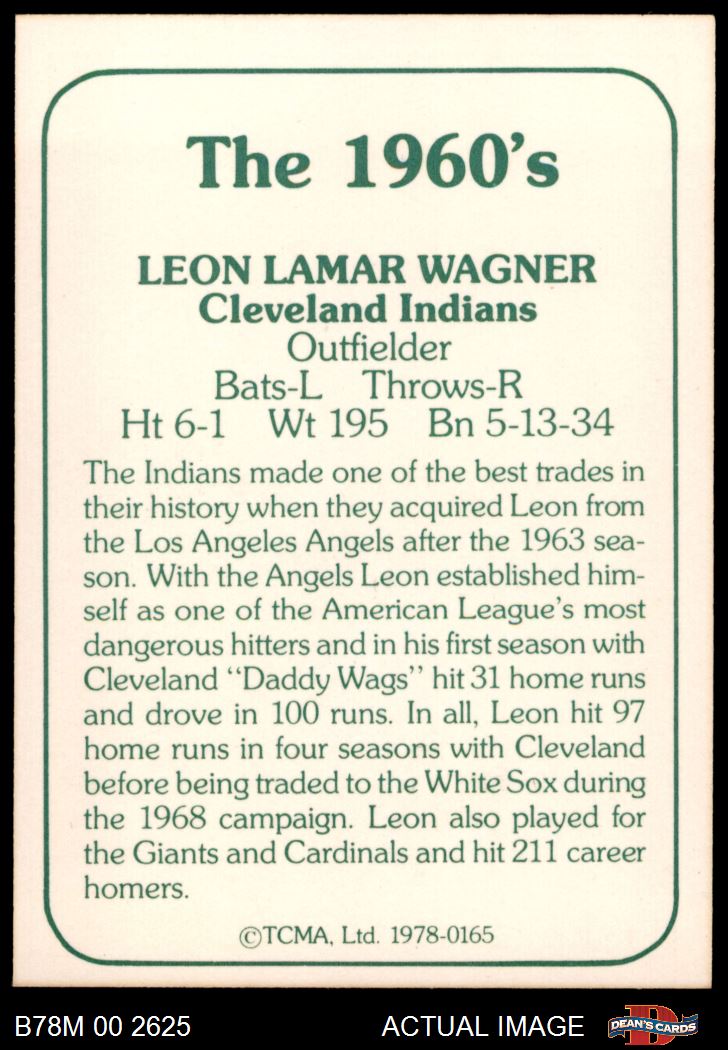 The 1960's
LEON LAMAR WAGNER
Cleveland Indians
Outfielder
Bats-L Throws-R
Ht 6-1 Wt 195 Bn 5-13-34
The Indians made one of the best trades in
their history when they acquired Leon from
the Los Angeles Angels after the 1963 sea-
son. With the Angels Leon established him-
self as one of the American League's most
dangerous hitters and in his first season with
Cleveland "Daddy Wags" hit 31 home runs
and drove in 100 runs. In all, Leon hit 97
home runs in four seasons with Cleveland
before being traded to the White Sox during
the 1968 campaign. Leon also played for
the Giants and Cardinals and hit 211 career
homers.
©TCMA, Ltd. 1978-0165
B78M 00 2625 ACTUAL IMAGE D DEAN'S CARDS